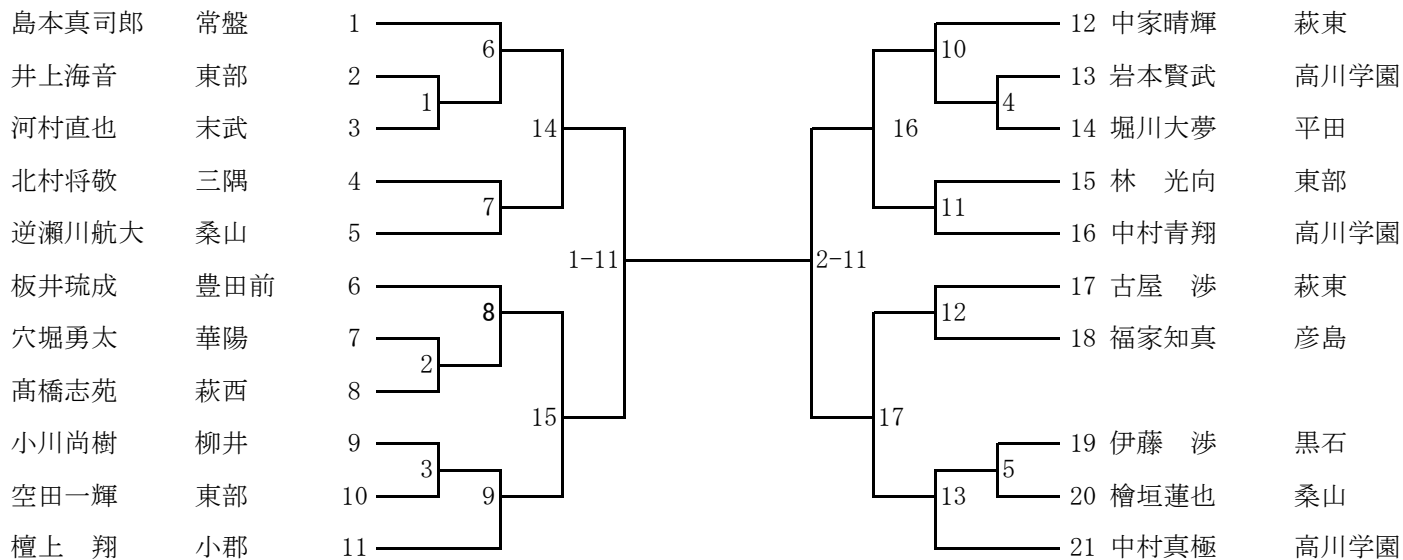 島本真司郎 常盤 1
12 中家晴輝 萩東
6
10
井上海音 東部 2
13 岩本賢武 高川学園
1
4
河村直也 末武 3
14
16
14 堀川大夢 平田
北村将敬 三隅 4
15 林 光向 東部
7
11
逆瀬川航大 桑山 5
16 中村青翔 高川学園
1-11
2-11
板井琉成 豊田前 6
17 古屋 渉 萩東
8
12
穴堀勇太 華陽 7
18 福家知真 彦島
2
髙橋志苑 萩西 8
15
17
小川尚樹 柳井 9
19 伊藤 渉 黒石
3
5
空田一輝 東部 10
9
13
20 檜垣蓮也 桑山
檀上 翔 小郡 11
21 中村真極 高川学園